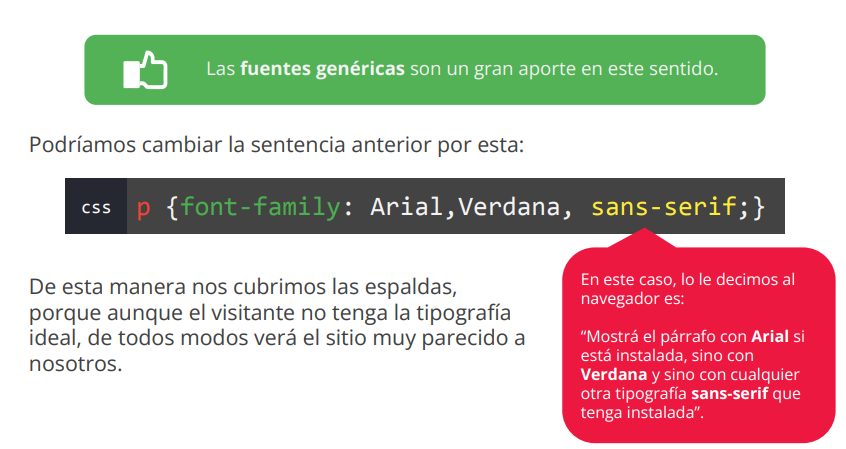 Las fuentes genéricas son un gran aporte en este sentido.
Podríamos cambiar la sentencia anterior por esta:
css p {font-family: Arial,Verdana, sans-serif;}
De esta manera nos cubrimos las espaldas,
porque aunque el visitante no tenga la tipografía
ideal, de todos modos verá el sitio muy parecido a
nosotros.
En este caso, lo le decimos al
navegador es:
“Mostrá el párrafo con Arial si
está instalada, sino con
Verdana y sino con cualquier
otra tipografía sans-serif que
tenga instalada”.